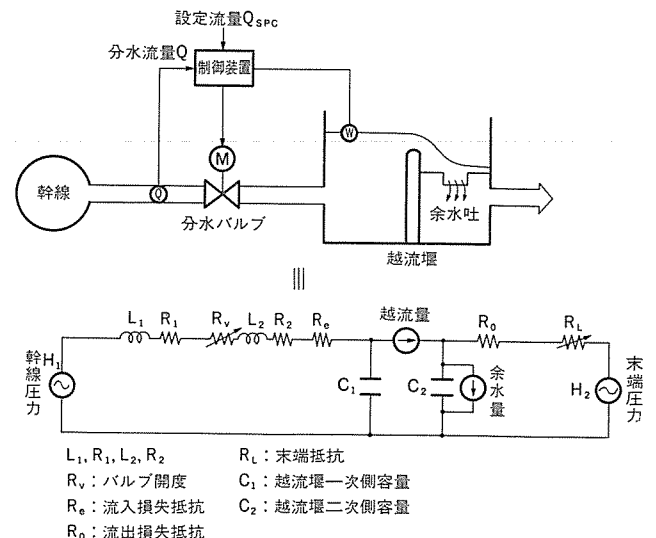 設定流量QSPC
分水流量Q
制御装置
W
M
幹線
Q
分水バルブ
余水吐
越流堰
L₁ R₁ Rᵥ L₂ R₂ Rₑ
越流量
R₀ R_L
幹線圧力H₁
C₁
C₂
余水量
H₂
末端圧力
L₁, R₁, L₂, R₂
R_L：末端抵抗
Rᵥ：バルブ開度
C₁：越流堰一次側容量
Rₑ：流入損失抵抗
C₂：越流堰二次側容量
R₀：流出損失抵抗